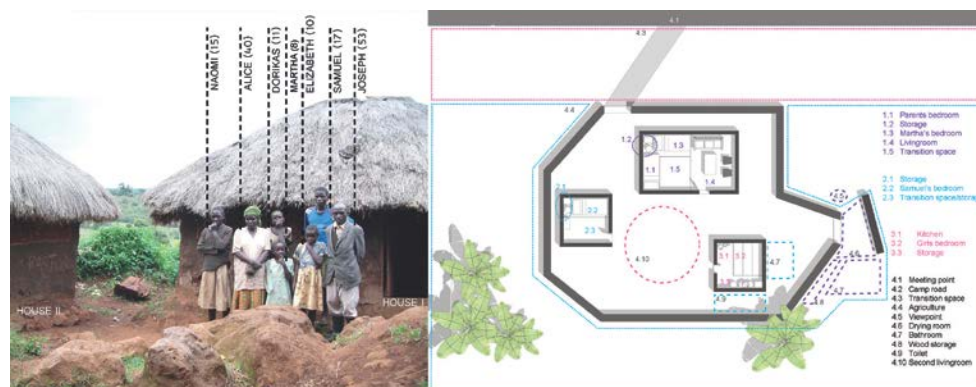 NAOMI (15)
ALICE (40)
DORIKAS (11)
MARTHA (8)
ELIZABETH (10)
SAMUEL (17)
JOSEPH (53)
HOUSE II
HOUSE I
4.1
4.3
4.4
1.2
1.3
1.1
1.5
1.4
2.1
2.2
2.3
3.1
3.2
4.7
4.10
4.5
4.6
4.8
1.1 Parents bedroom
1.2 Storage
1.3 Martha's bedroom
1.4 Livingroom
1.5 Transition space
2.1 Storage
2.2 Samuel's bedroom
2.3 Transition space/storage
3.1 Kitchen
3.2 Girls bedroom
3.3 Storage
4.1 Meeting point
4.2 Camp road
4.3 Transition space
4.4 Agriculture
4.5 Viewpoint
4.6 Drying room
4.7 Bathroom
4.8 Wood storage
4.9 Toilet
4.10 Second livingroom